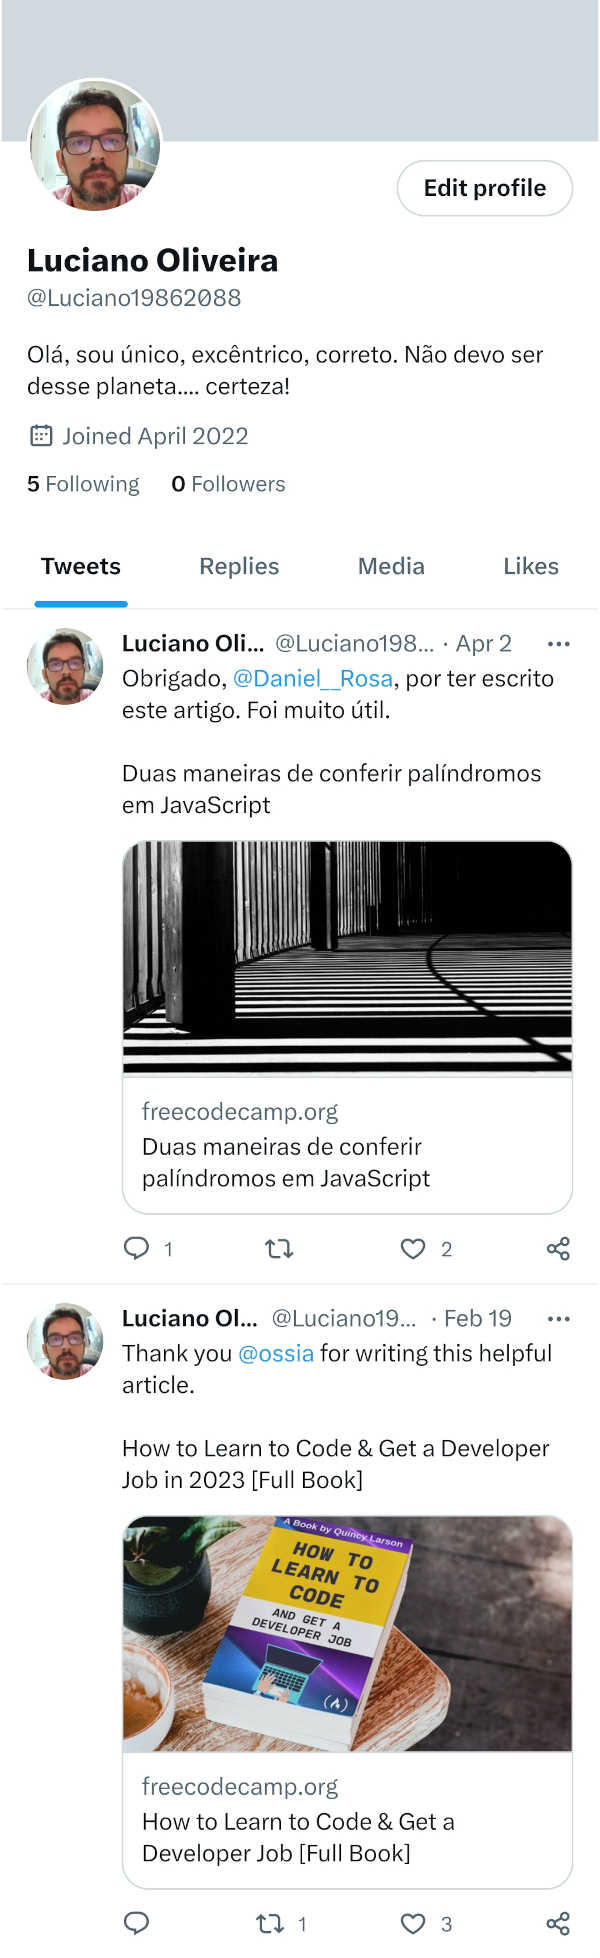 Edit profile
Luciano Oliveira
@Luciano19862088
Olá, sou único, excêntrico, correto. Não devo ser
desse planeta.... certeza!
Joined April 2022
5 Following 0 Followers
Tweets Replies Media Likes
Luciano Oli... @Luciano198... · Apr 2
Obrigado, @Daniel__Rosa, por ter escrito
este artigo. Foi muito útil.
Duas maneiras de conferir palíndromos
em JavaScript
freecodecamp.org
Duas maneiras de conferir
palíndromos em JavaScript
1 2
Luciano Ol... @Luciano19... · Feb 19
Thank you @ossia for writing this helpful
article.
How to Learn to Code & Get a Developer
Job in 2023 [Full Book]
A Book by Quincy Larson
HOW TO
LEARN TO
CODE
AND GET A
DEVELOPER JOB
freecodecamp.org
How to Learn to Code & Get a
Developer Job [Full Book]
1 3